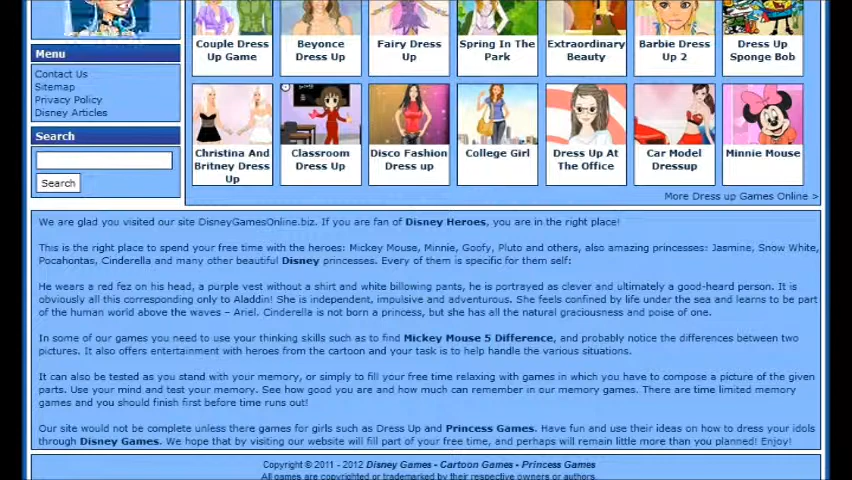 Couple Dress Up Game
Beyonce Dress Up
Fairy Dress Up
Spring In The Park
Extraordinary Beauty
Barbie Dress Up 2
Dress Up Sponge Bob
Menu
Contact Us
Sitemap
Privacy Policy
Disney Articles
Search
Search
Christina And Britney Dress Up
Classroom Dress Up
Disco Fashion Dress up
College Girl
Dress Up At The Office
Car Model Dressup
Minnie Mouse
More Dress up Games Online >
We are glad you visited our site DisneyGamesOnline.biz. If you are fan of Disney Heroes, you are in the right place!
This is the right place to spend your free time with the heroes: Mickey Mouse, Minnie, Goofy, Pluto and others, also amazing princesses: Jasmine, Snow White,
Pocahontas, Cinderella and many other beautiful Disney princesses. Every of them is specific for them self:
He wears a red fez on his head, a purple vest without a shirt and white billowing pants, he is portrayed as clever and ultimately a good-heard person. It is
obviously all this corresponding only to Aladdin! She is independent, impulsive and adventurous. She feels confined by life under the sea and learns to be part
of the human world above the waves – Ariel. Cinderella is not born a princess, but she has all the natural graciousness and poise of one.
In some of our games you need to use your thinking skills such as to find Mickey Mouse 5 Difference, and probably notice the differences between two
pictures. It also offers entertainment with heroes from the cartoon and your task is to help handle the various situations.
It can also be tested as you stand with your memory, or simply to fill your free time relaxing with games in which you have to compose a picture of the given
parts. Use your mind and test your memory. See how good you are and how much can remember in our memory games. There are time limited memory
games and you should finish first before time runs out!
Our site would not be complete unless there games for girls such as Dress Up and Princess Games. Have fun and use their ideas on how to dress your idols
through Disney Games. We hope that by visiting our website will fill part of your free time, and perhaps will remain little more than you planned! Enjoy!
Copyright © 2011 - 2012 Disney Games - Cartoon Games - Princess Games
All games are copyrighted or trademarked by their respective owners or authors.